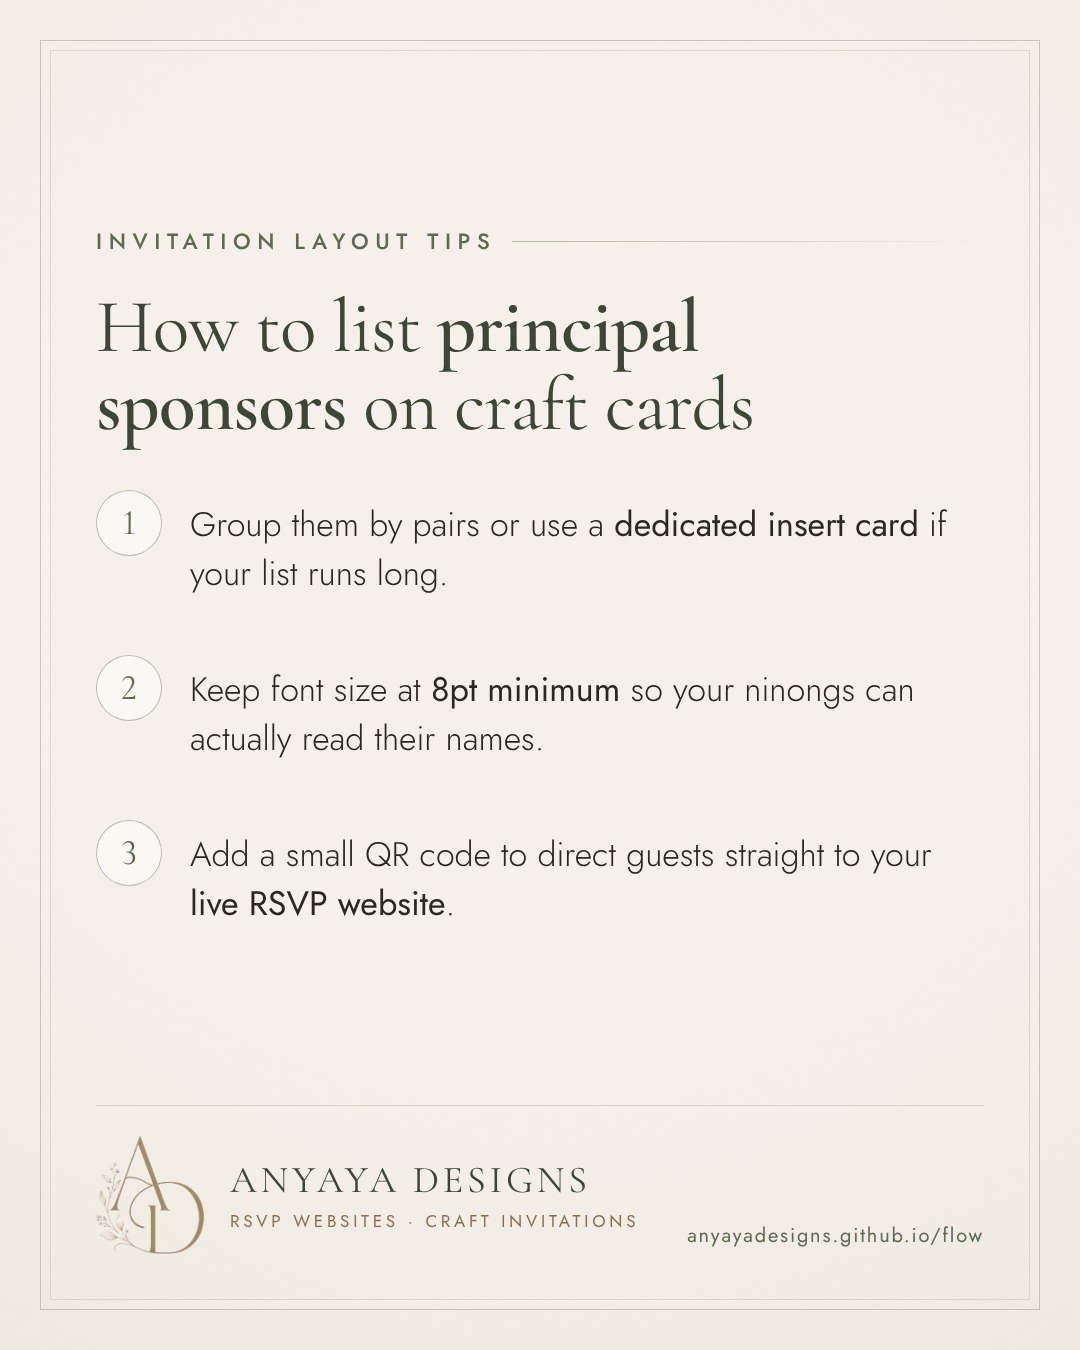 INVITATION LAYOUT TIPS
How to list principal
sponsors on craft cards
1
Group them by pairs or use a dedicated insert card if
your list runs long.
2
Keep font size at 8pt minimum so your ninongs can
actually read their names.
3
Add a small QR code to direct guests straight to your
live RSVP website.
AD
ANYAYA DESIGNS
RSVP WEBSITES · CRAFT INVITATIONS
anyayadesigns.github.io/flow